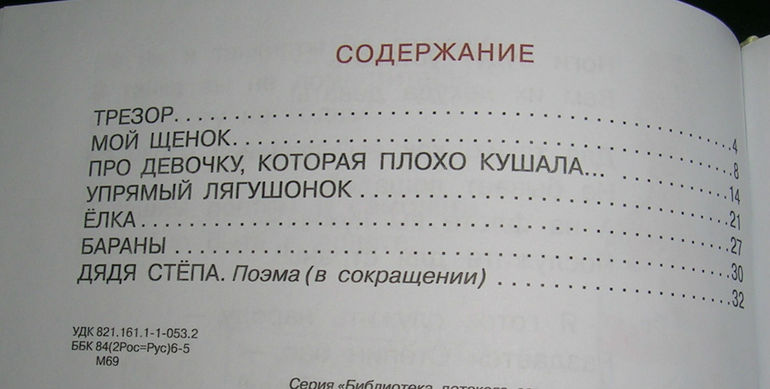 СОДЕРЖАНИЕ
ТРЕЗОР. . . . . . . . . . . . . . . . . . . . . . . . . . . . . . . . . . . 4
МОЙ ЩЕНОК. . . . . . . . . . . . . . . . . . . . . . . . . . . . . . 8
ПРО ДЕВОЧКУ, КОТОРАЯ ПЛОХО КУШАЛА... . . . . . . . 14
УПРЯМЫЙ ЛЯГУШОНОК . . . . . . . . . . . . . . . . . . . . . . 21
ЁЛКА . . . . . . . . . . . . . . . . . . . . . . . . . . . . . . . . . . . 27
БАРАНЫ . . . . . . . . . . . . . . . . . . . . . . . . . . . . . . . . . 30
ДЯДЯ СТЁПА. Поэма (в сокращении) . . . . . . . . . . . . . . 32
УДК 821.161.1-1-053.2
ББК 84(2Рос=Рус)6-5
М69
Серия «Библиотека детского